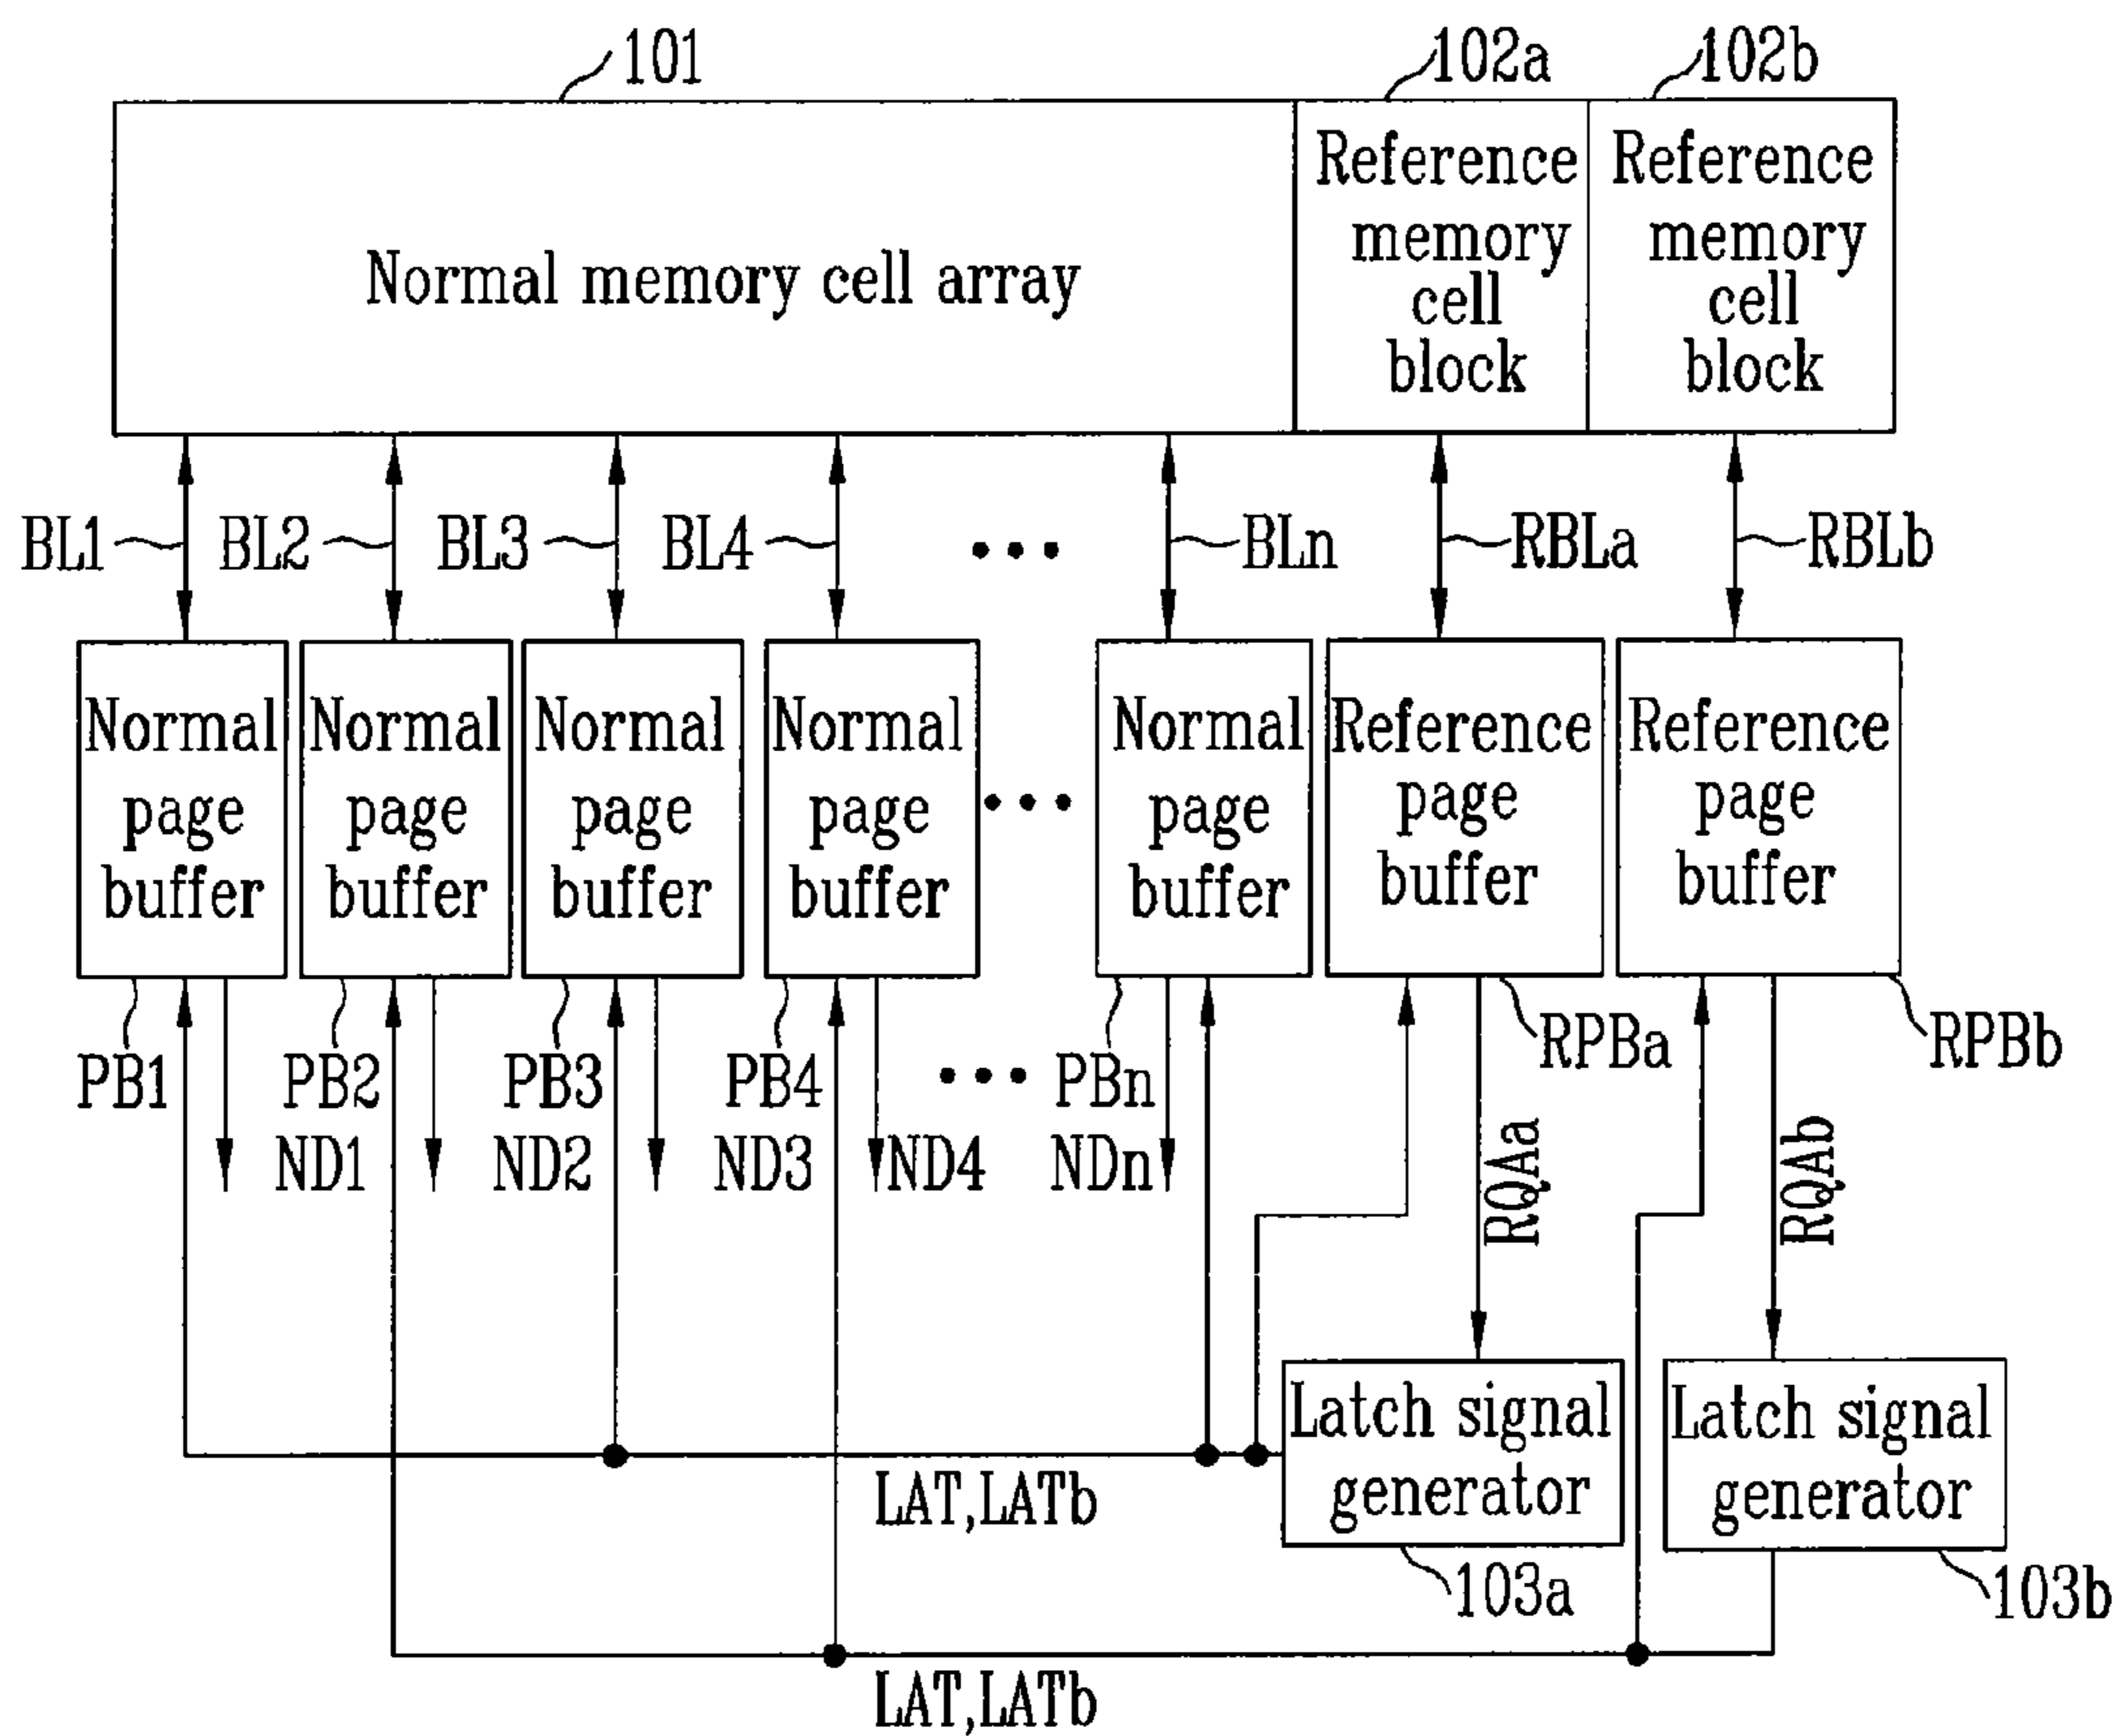 101
102a
102b
Normal memory cell array
Reference
memory
cell
block
Reference
memory
cell
block
BL1
BL2
BL3
BL4
•••
BLn
RBLa
RBLb
Normal
page
buffer
Normal
page
buffer
Normal
page
buffer
Normal
page
buffer
•••
Normal
page
buffer
Reference
page
buffer
Reference
page
buffer
PB1
PB2
PB3
PB4
•••
PBn
RPBa
RPBb
ND1
ND2
ND3
ND4
NDn
RQAa
RQAb
Latch signal
generator
Latch signal
generator
LAT,LATb
103a
103b
LAT,LATb